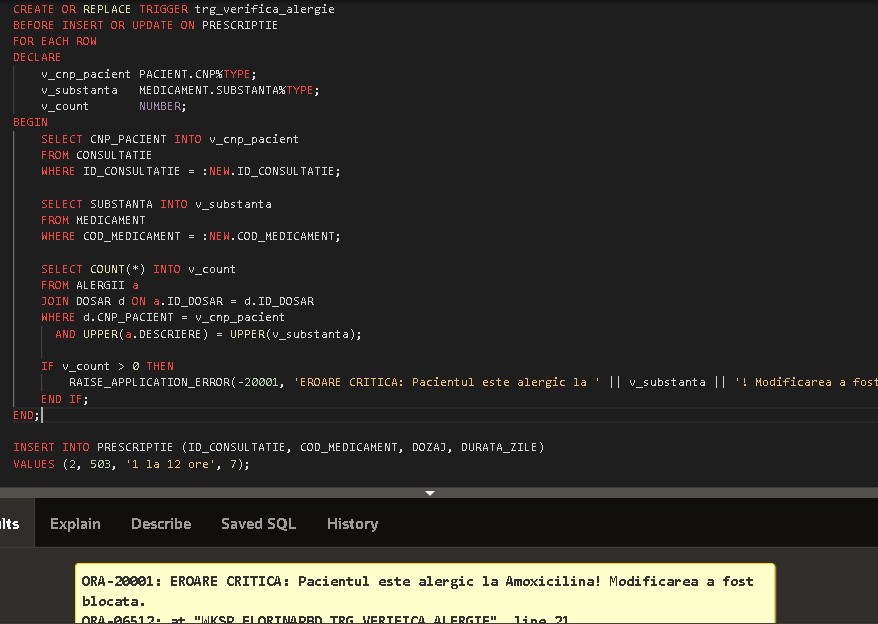 CREATE OR REPLACE TRIGGER trg_verifica_alergie
BEFORE INSERT OR UPDATE ON PRESCRIPTIE
FOR EACH ROW
DECLARE
    v_cnp_pacient PACIENT.CNP%TYPE;
    v_substanta   MEDICAMENT.SUBSTANTA%TYPE;
    v_count       NUMBER;
BEGIN
    SELECT CNP_PACIENT INTO v_cnp_pacient
    FROM CONSULTATIE
    WHERE ID_CONSULTATIE = :NEW.ID_CONSULTATIE;
    SELECT SUBSTANTA INTO v_substanta
    FROM MEDICAMENT
    WHERE COD_MEDICAMENT = :NEW.COD_MEDICAMENT;
    SELECT COUNT(*) INTO v_count
    FROM ALERGII a
    JOIN DOSAR d ON a.ID_DOSAR = d.ID_DOSAR
    WHERE d.CNP_PACIENT = v_cnp_pacient
      AND UPPER(a.DESCRIERE) = UPPER(v_substanta);
    IF v_count > 0 THEN
        RAISE_APPLICATION_ERROR(-20001, 'EROARE CRITICA: Pacientul este alergic la ' || v_substanta || '! Modificarea a fost
    END IF;
END;
INSERT INTO PRESCRIPTIE (ID_CONSULTATIE, COD_MEDICAMENT, DOZAJ, DURATA_ZILE)
VALUES (2, 503, '1 la 12 ore', 7);
lts Explain Describe Saved SQL History
ORA-20001: EROARE CRITICA: Pacientul este alergic la Amoxicilina! Modificarea a fost
blocata.
ORA-06512: at "WKSP_FLORINAPBD.TRG_VERIFICA_ALERGIE", line 21